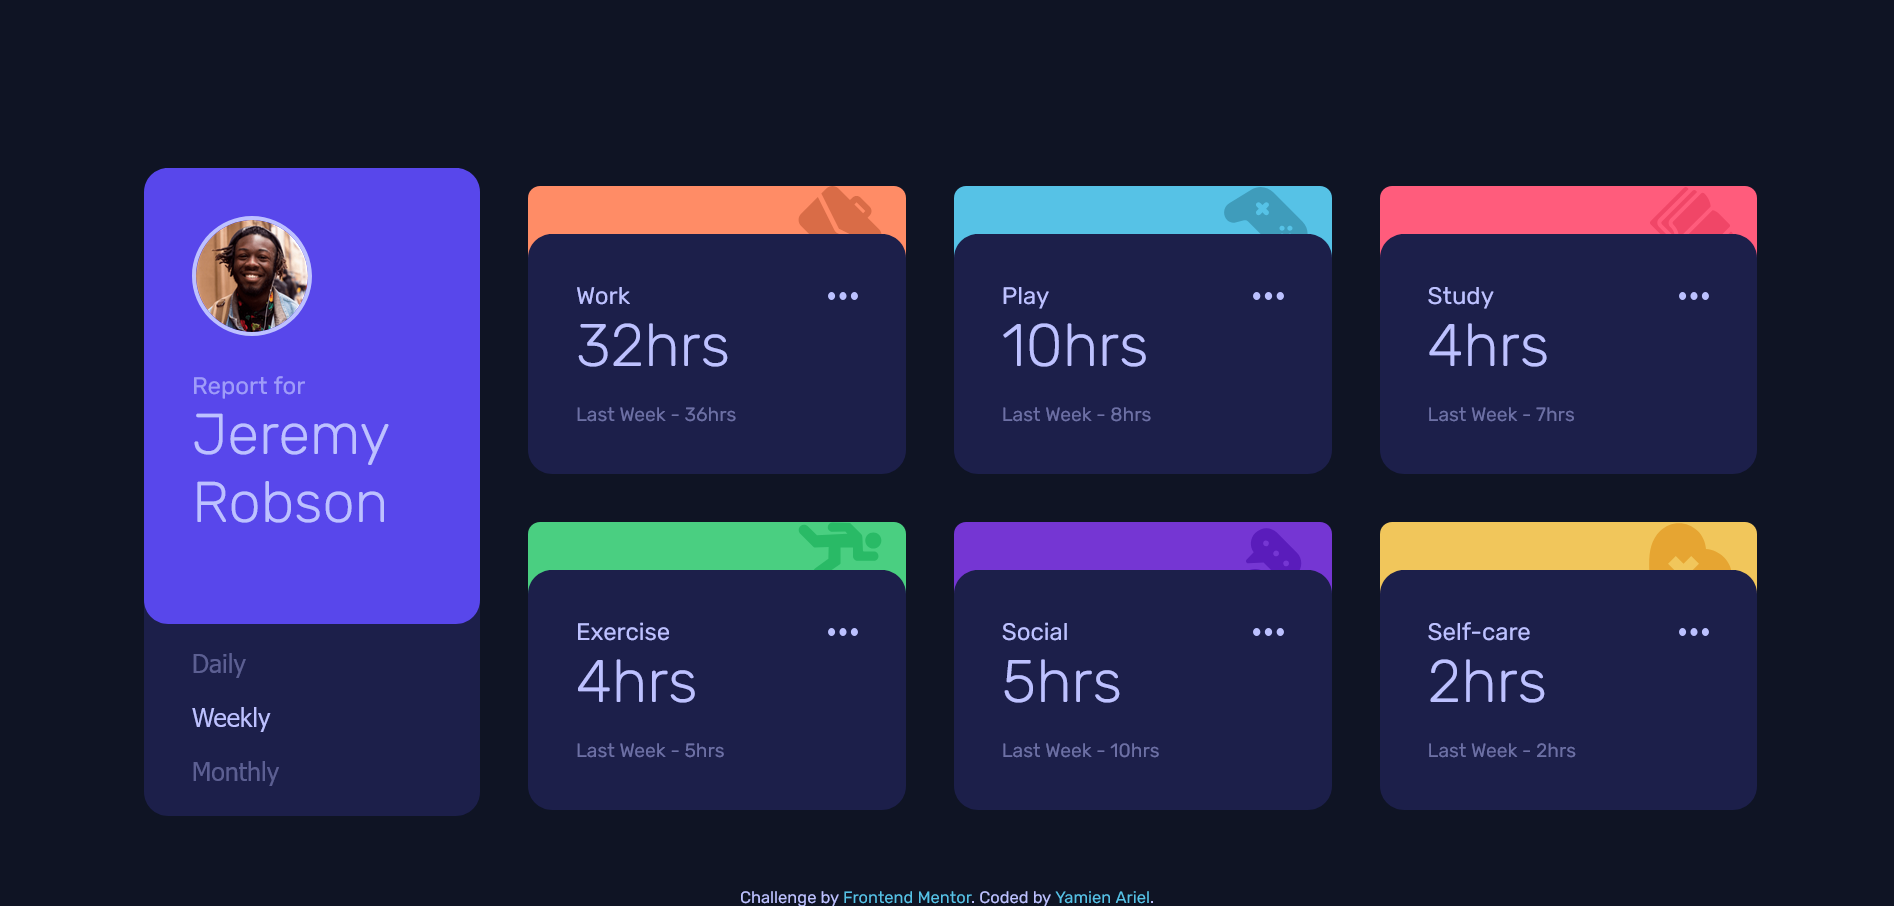 Report for
Jeremy
Robson
Daily
Weekly
Monthly
Work
32hrs
Last Week - 36hrs
Play
10hrs
Last Week - 8hrs
Study
4hrs
Last Week - 7hrs
Exercise
4hrs
Last Week - 5hrs
Social
5hrs
Last Week - 10hrs
Self-care
2hrs
Last Week - 2hrs
Challenge by Frontend Mentor. Coded by Yamien Ariel.